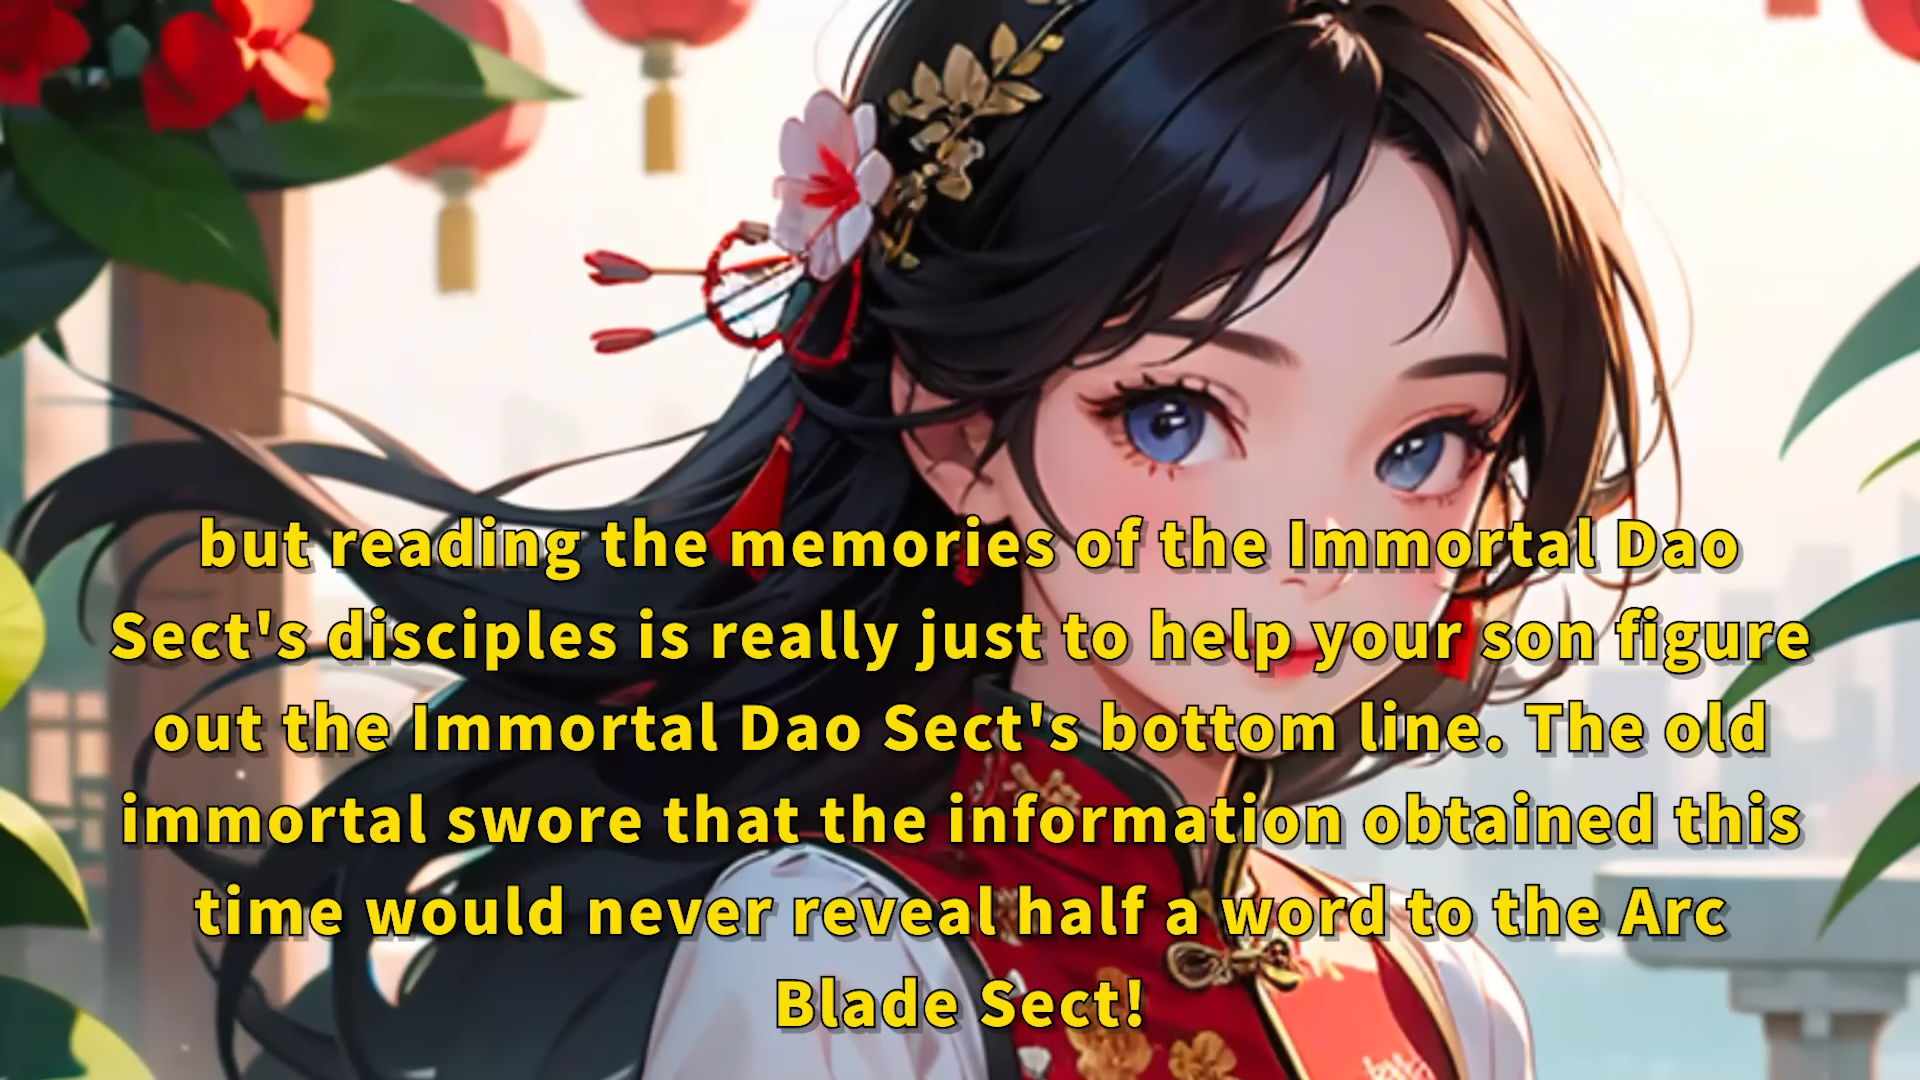 but reading the memories of the Immortal Dao
Sect's disciples is really just to help your son figure
out the Immortal Dao Sect's bottom line. The old
immortal swore that the information obtained this
time would never reveal half a word to the Arc
Blade Sect!